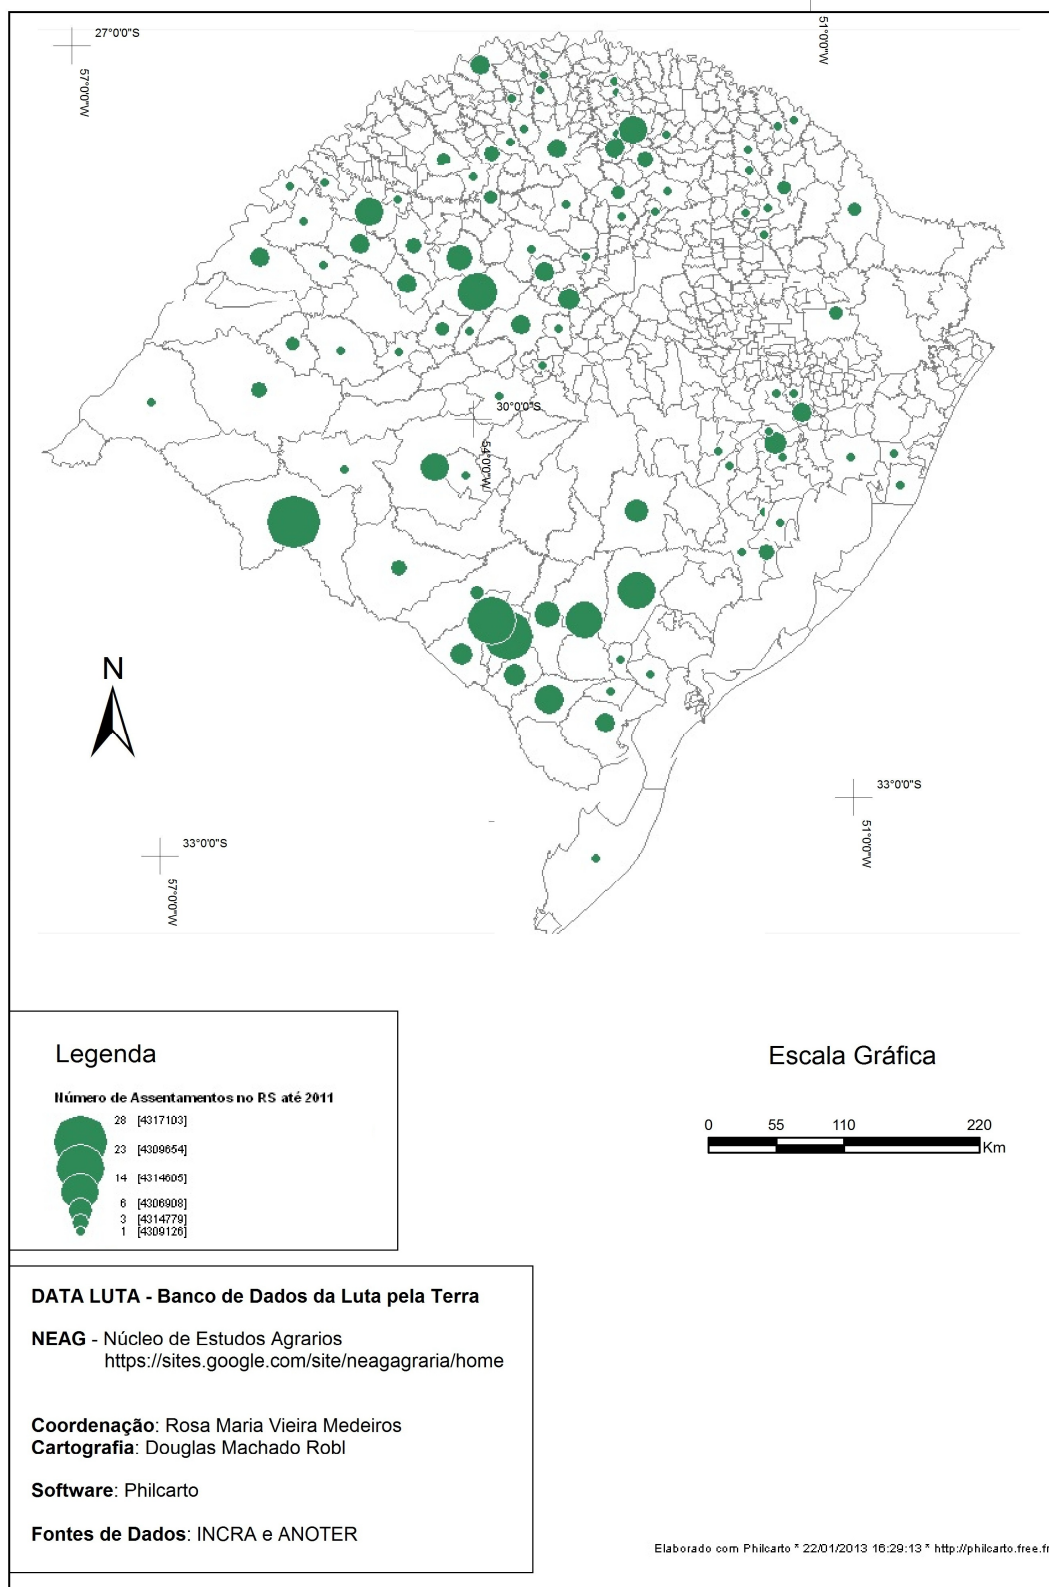 27°0'0"S
51°0'0"W
57°0'0"W
30°0'0"S
54°0'0"W
N
33°0'0"S
51°0'0"W
33°0'0"S
57°0'0"W
Legenda
Número de Assentamentos no RS até 2011
28 [4317103]
23 [4309654]
14 [4314605]
6 [4306908]
3 [4314779]
1 [4309126]
Escala Gráfica
0 55 110 220
Km
DATA LUTA - Banco de Dados da Luta pela Terra
NEAG - Núcleo de Estudos Agrarios
https://sites.google.com/site/neagagraria/home
Coordenação: Rosa Maria Vieira Medeiros
Cartografia: Douglas Machado Robl
Software: Philcarto
Fontes de Dados: INCRA e ANOTER
Elaborado com Philcarto * 22/01/2013 16:29:13 * http://philcarto.free.fr